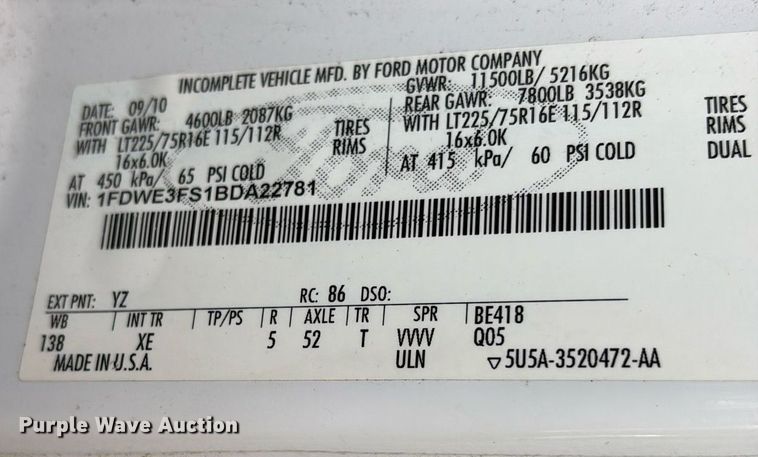 INCOMPLETE VEHICLE MFD. BY FORD MOTOR COMPANY
DATE: 09/10 GVWR: 11500LB/ 5216KG
FRONT GAWR: 4600LB 2087KG REAR GAWR: 7800LB 3538KG
WITH LT225/75R16E 115/112R TIRES WITH LT225/75R16E 115/112R TIRES
16x6.0K RIMS 16x6.0K RIMS
AT 450 kPa/ 65 PSI COLD AT 415 kPa/ 60 PSI COLD DUAL
VIN: 1FDWE3FS1BDA22781
Ford
EXT PNT: YZ RC: 86 DSO:
WB INT TR TP/PS R AXLE TR SPR BE418
138 XE 5 52 T VVVV Q05
MADE IN U.S.A. ULN ▽5U5A-3520472-AA
Purple Wave Auction